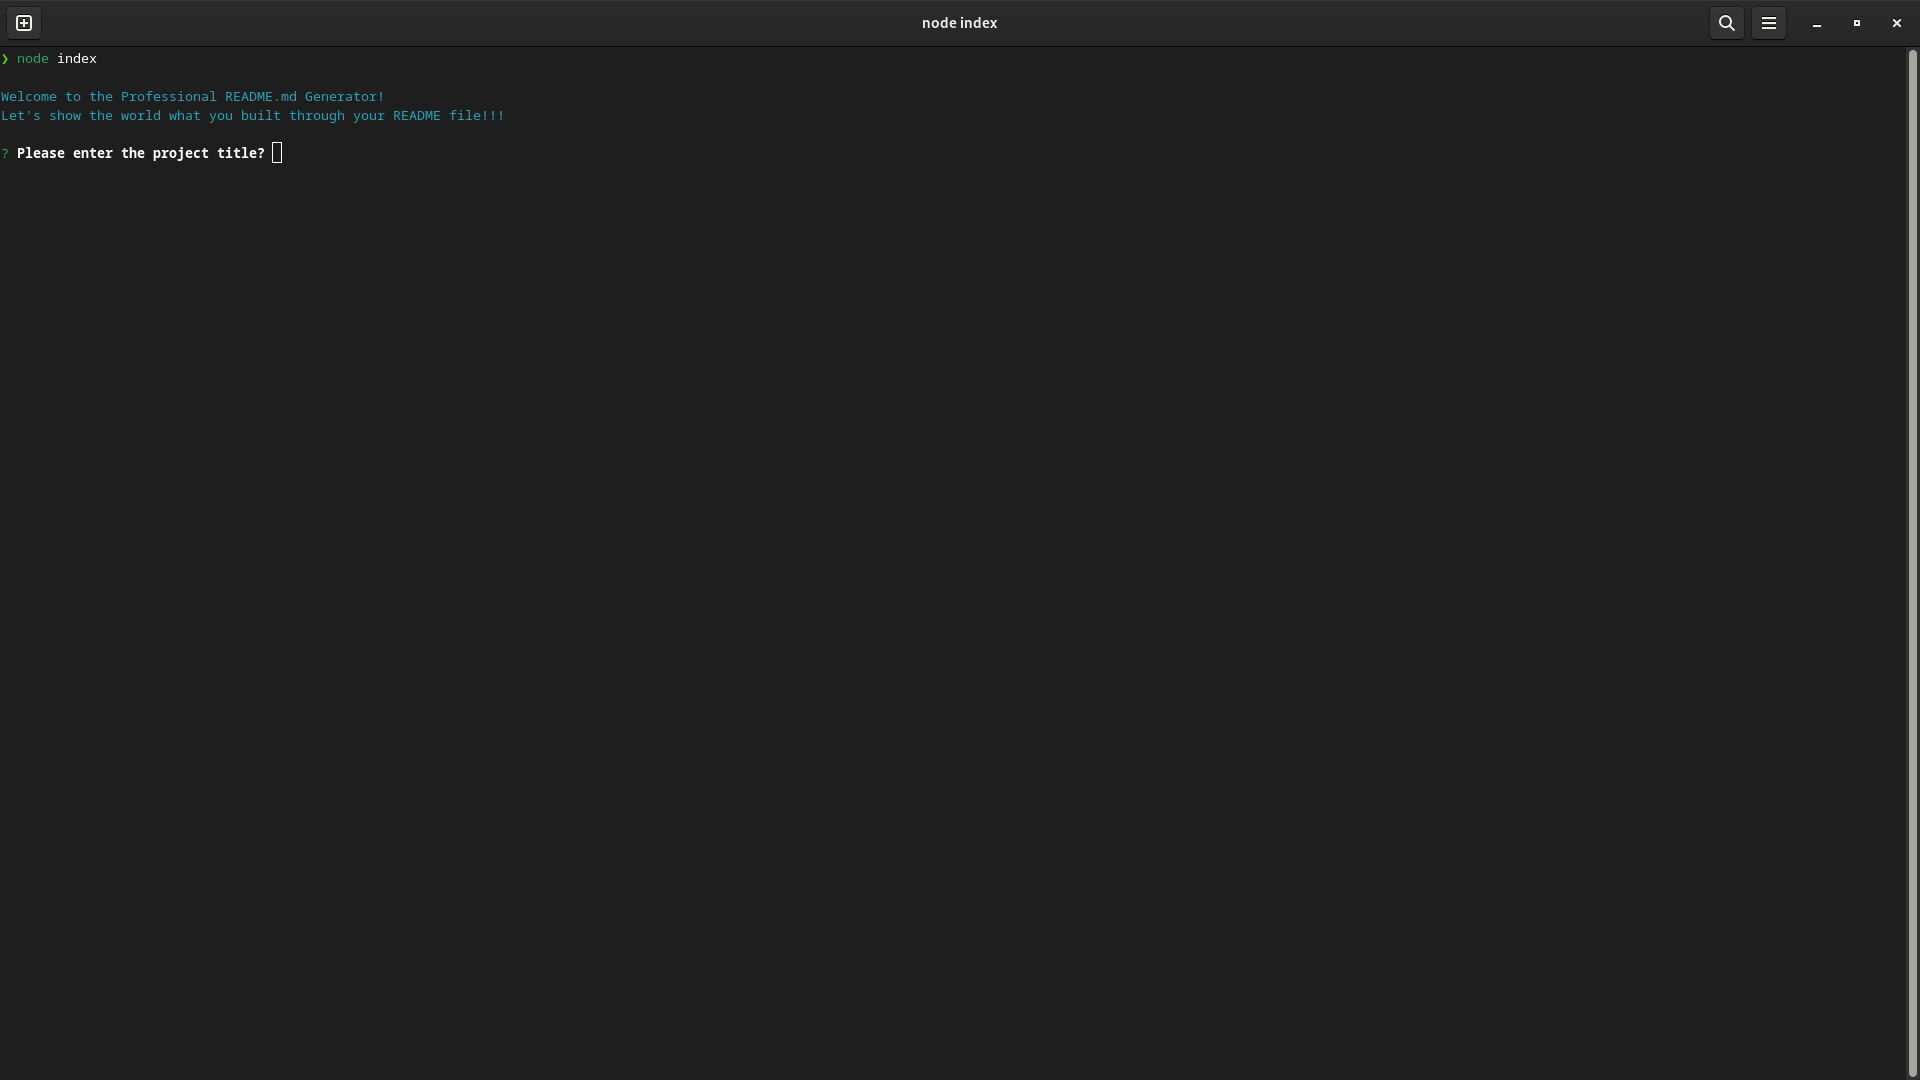 node index
❯ node index
Welcome to the Professional README.md Generator!
Let's show the world what you built through your README file!!!
? Please enter the project title?